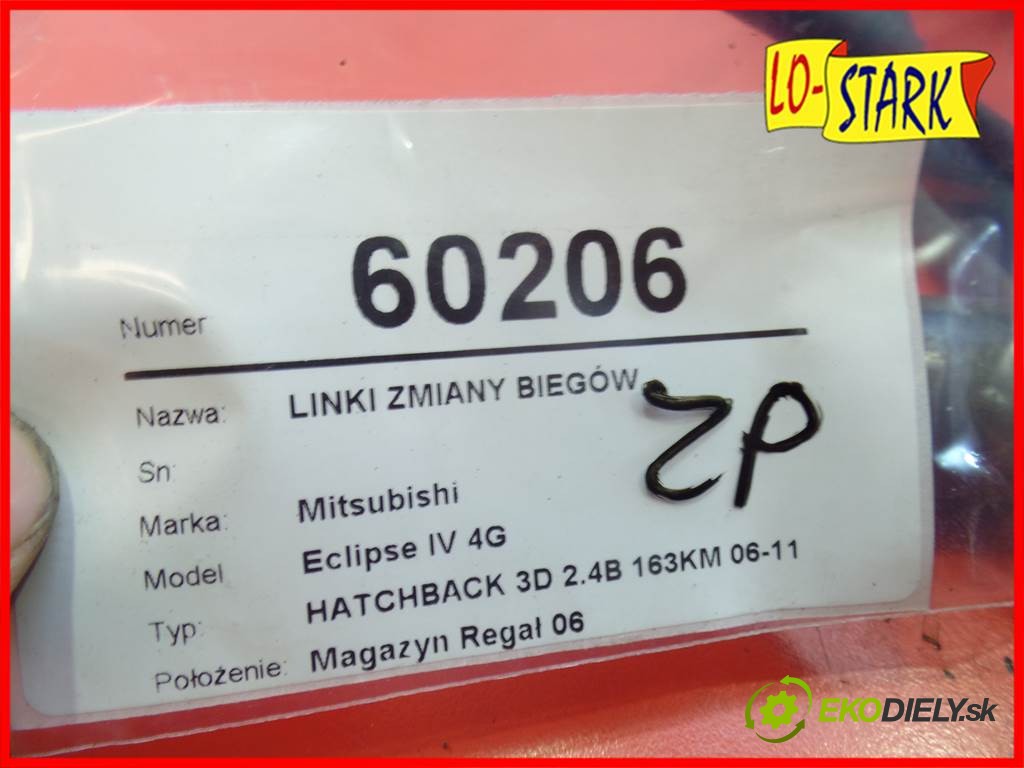 LO-STARK
Numer 60206
Nazwa: LINKI ZMIANY BIEGÓW
ZP
Sn:
Marka: Mitsubishi
Model Eclipse IV 4G
Typ: HATCHBACK 3D 2.4B 163KM 06-11
Położenie: Magazyn Regał 06
EKODIELY.sk